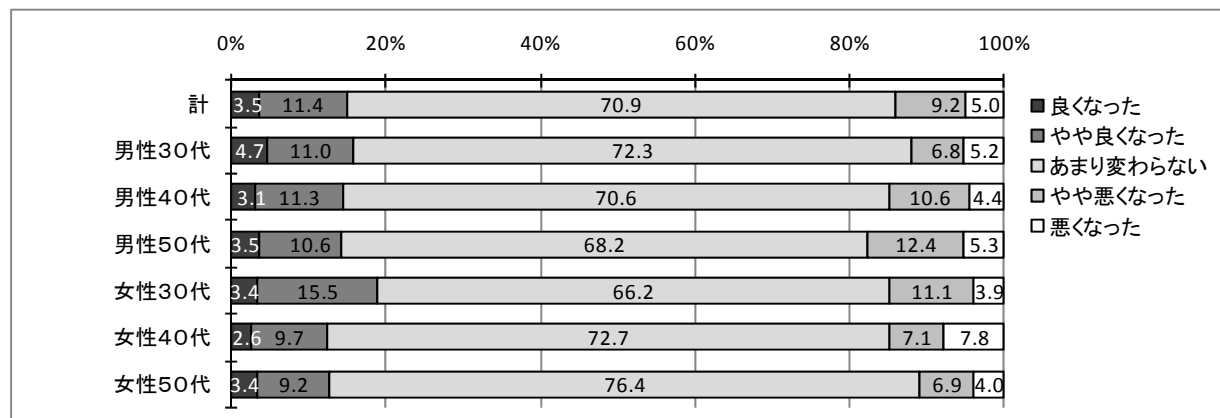 0% 20% 40% 60% 80% 100%
計 3.5 11.4 70.9 9.2 5.0
男性30代 4.7 11.0 72.3 6.8 5.2
男性40代 3.1 11.3 70.6 10.6 4.4
男性50代 3.5 10.6 68.2 12.4 5.3
女性30代 3.4 15.5 66.2 11.1 3.9
女性40代 2.6 9.7 72.7 7.1 7.8
女性50代 3.4 9.2 76.4 6.9 4.0
良くなった
やや良くなった
あまり変わらない
やや悪くなった
悪くなった